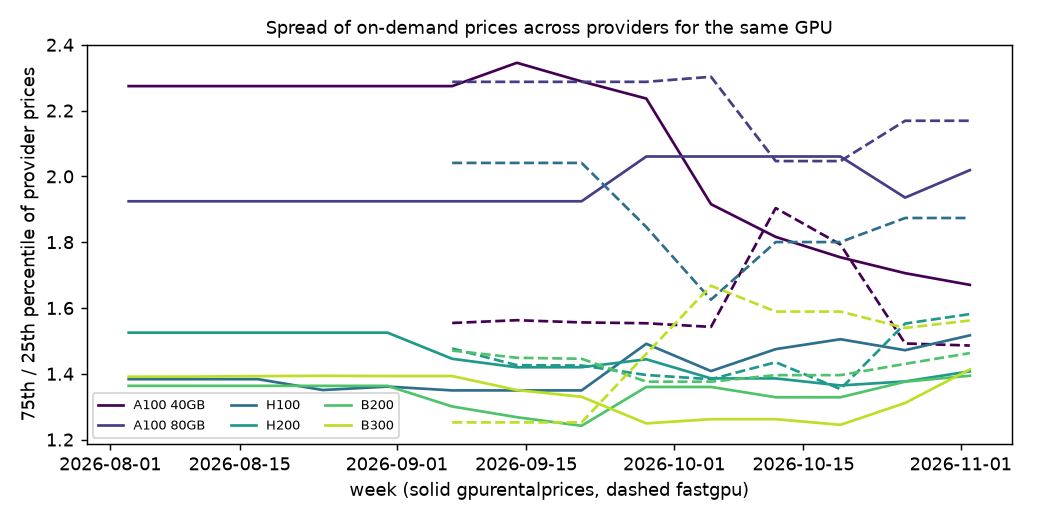 Spread of on-demand prices across providers for the same GPU
75th / 25th percentile of provider prices
2.4
2.2
2.0
1.8
1.6
1.4
1.2
A100 40GB
A100 80GB
H100
H200
B200
B300
2026-08-01
2026-08-15
2026-09-01
2026-09-15
2026-10-01
2026-10-15
2026-11-01
week (solid gpurentalprices, dashed fastgpu)